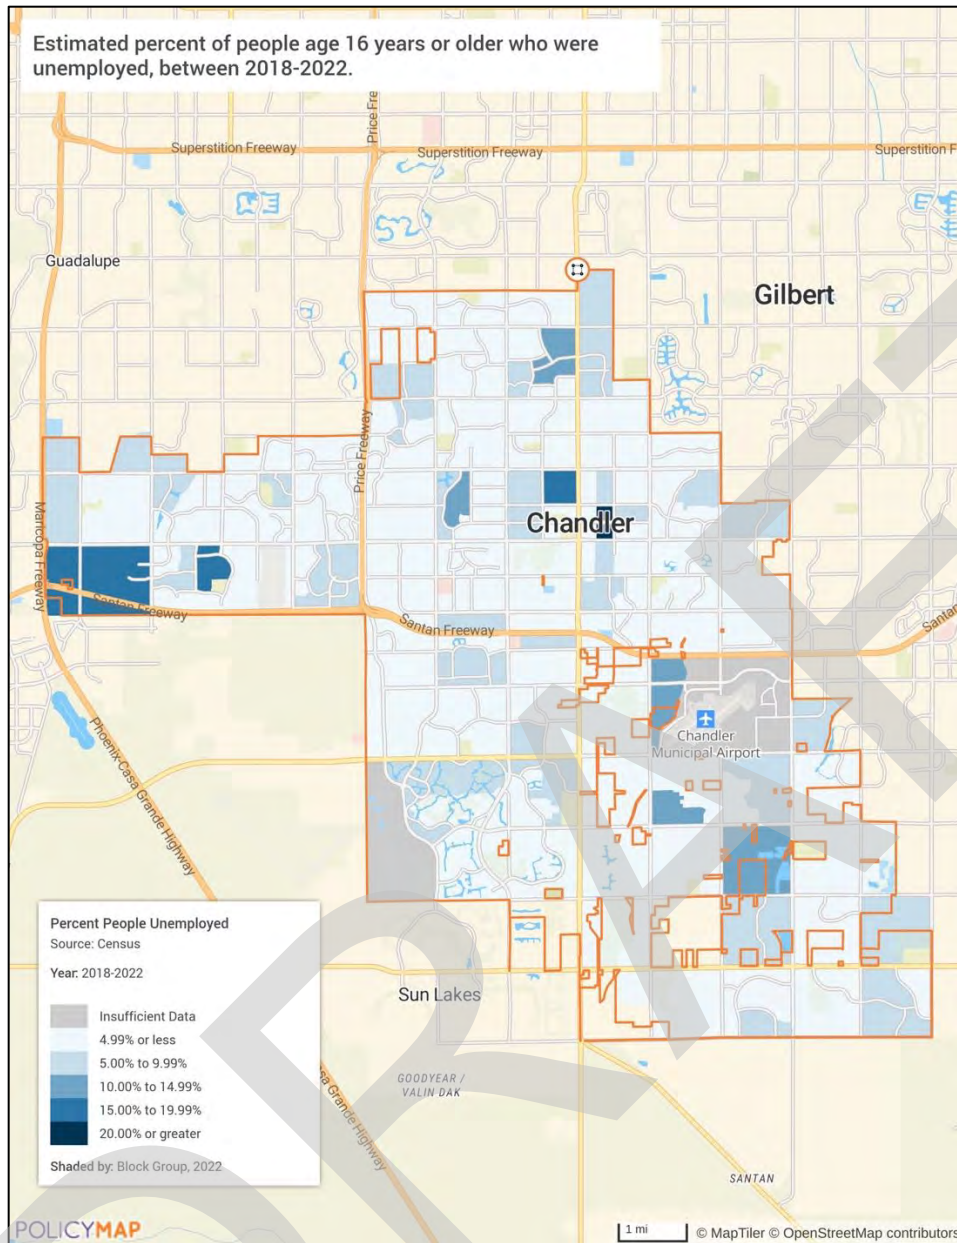 Estimated percent of people age 16 years or older who were
unemployed, between 2018-2022.
Price Fre
Superstition Freeway
Superstition Freeway
Superstition F
Guadalupe
Gilbert
Price Freeway
Maricopa Freeway
Chandler
Santan Freeway
Santan Freeway
Santan
Chandler
Municipal Airport
Phoenix-Casa Grande Highway
Percent People Unemployed
Source: Census
Year: 2018-2022
Insufficient Data
4.99% or less
5.00% to 9.99%
10.00% to 14.99%
15.00% to 19.99%
20.00% or greater
Shaded by: Block Group, 2022
Sun Lakes
GOODYEAR /
VALIN DAK
asa Grande Highway
SANTAN
POLICYMAP
1 mi
© MapTiler © OpenStreetMap contributors
DRAFT